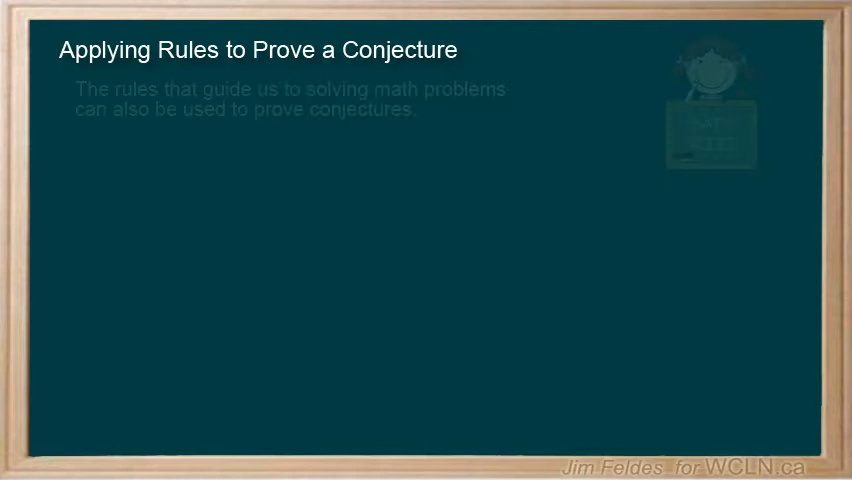 Applying Rules to Prove a Conjecture
The rules that guide us to solving math problems
can also be used to prove conjectures.
Jim Feldes for WCLN.ca